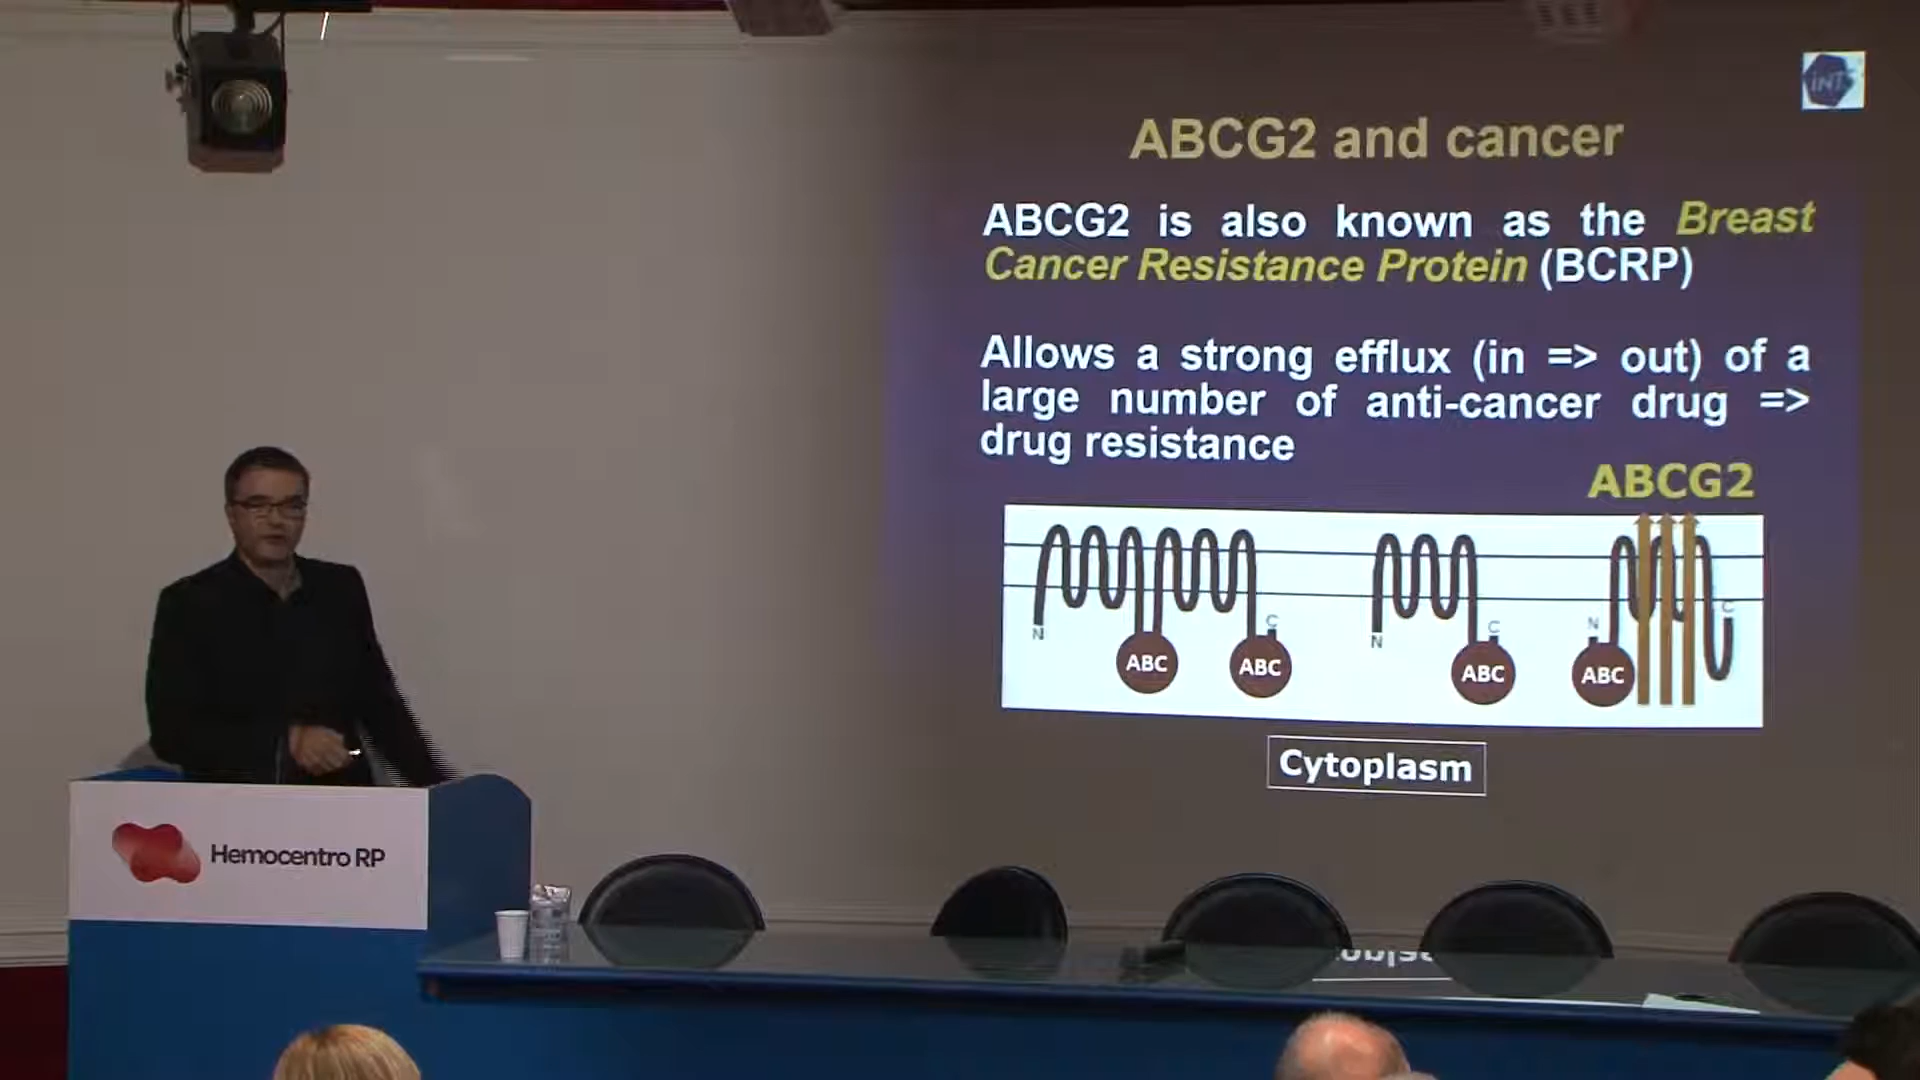 iNTS
ABCG2 and cancer
ABCG2 is also known as the Breast
Cancer Resistance Protein (BCRP)
Allows a strong efflux (in => out) of a
large number of anti-cancer drug =>
drug resistance
ABCG2
N
ABC
ABC
C
N
ABC
C
N
ABC
C
Cytoplasm
Hemocentro RP